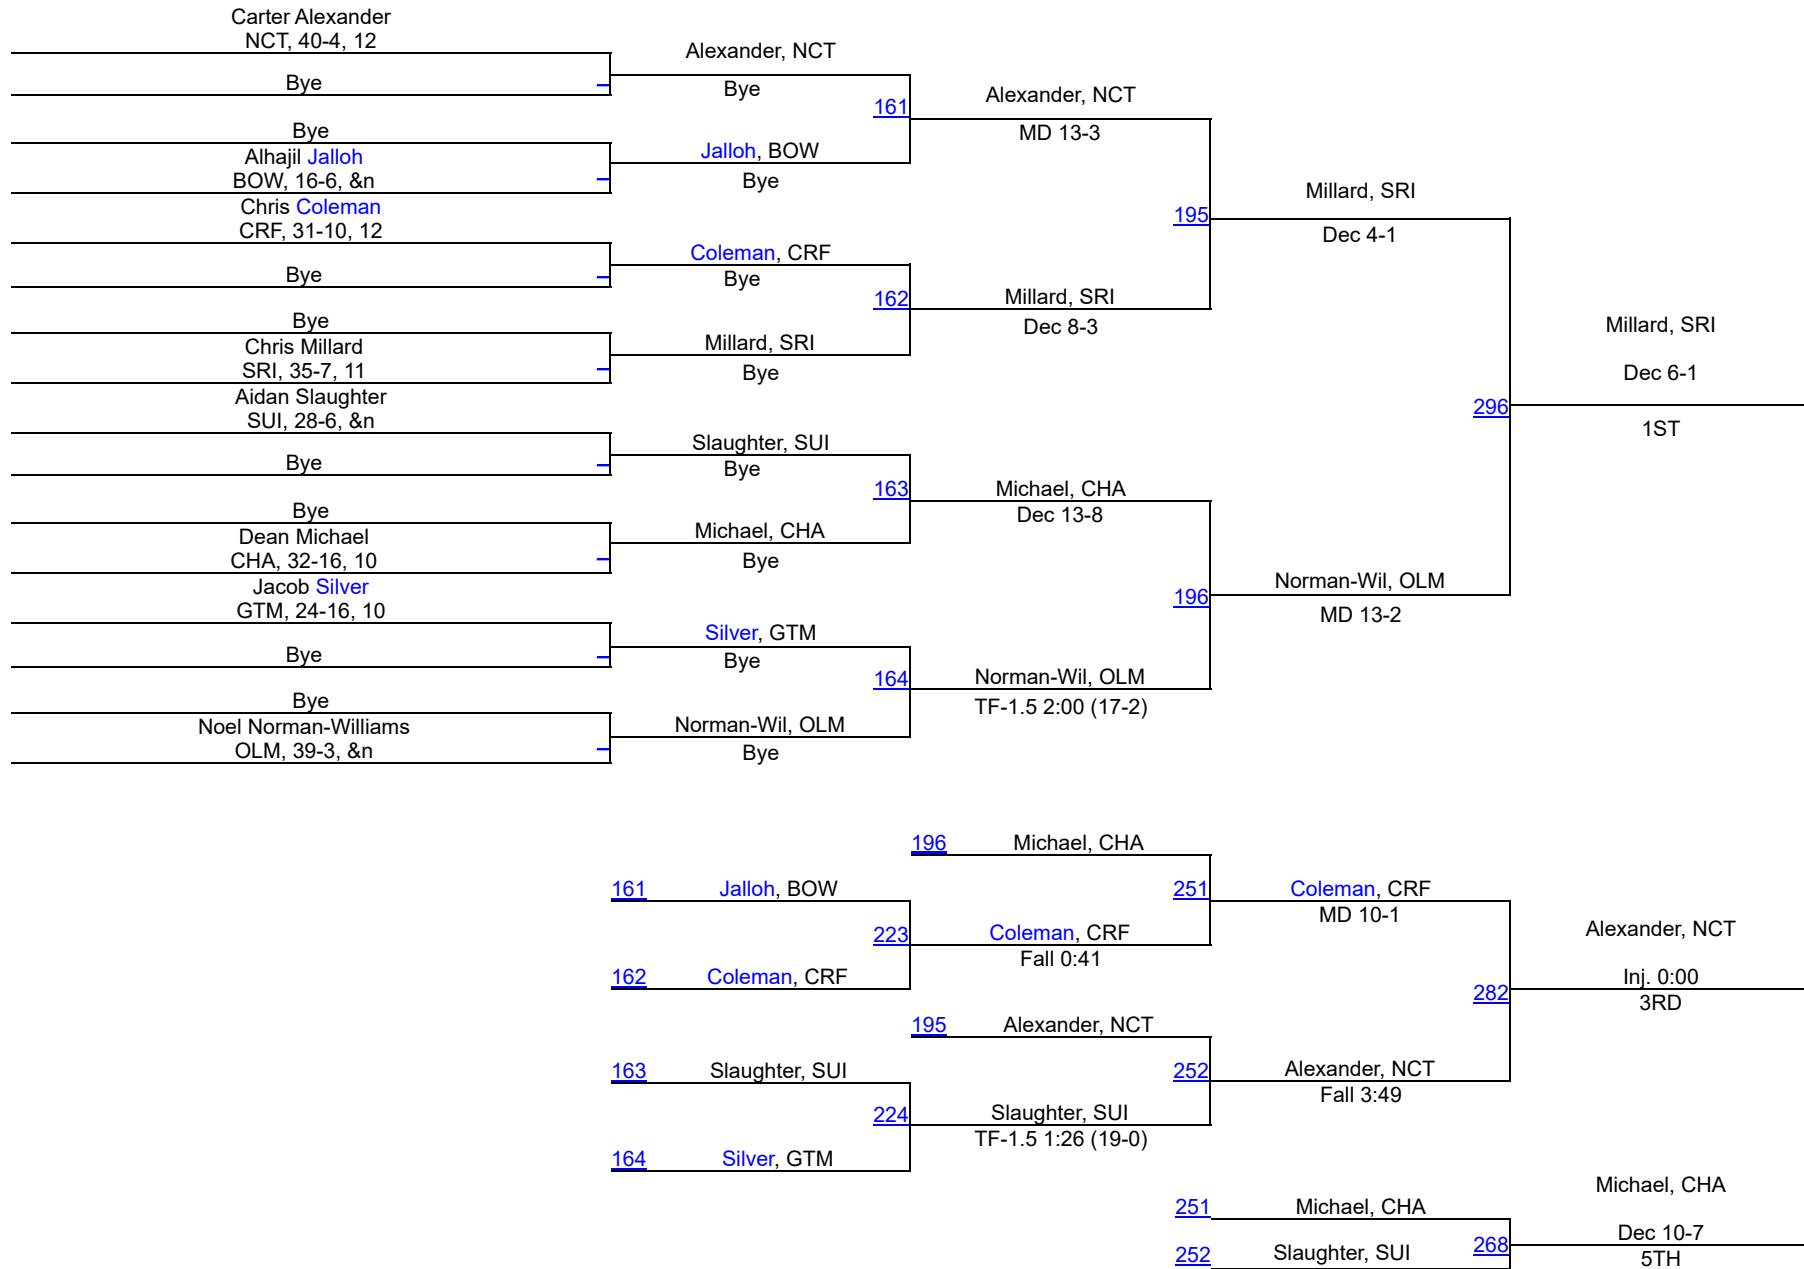 Carter Alexander
NCT, 40-4, 12
Bye
Bye
Alhajil Jalloh
BOW, 16-6, &n
Chris Coleman
CRF, 31-10, 12
Bye
Bye
Chris Millard
SRI, 35-7, 11
Aidan Slaughter
SUI, 28-6, &n
Bye
Bye
Dean Michael
CHA, 32-16, 10
Jacob Silver
GTM, 24-16, 10
Bye
Bye
Noel Norman-Williams
OLM, 39-3, &n
Alexander, NCT
Bye
161
Jalloh, BOW
Bye
Coleman, CRF
Bye
162
Millard, SRI
Bye
Slaughter, SUI
Bye
163
Michael, CHA
Bye
Silver, GTM
Bye
164
Norman-Wil, OLM
Bye
Alexander, NCT
MD 13-3
195
Millard, SRI
Dec 8-3
Michael, CHA
Dec 13-8
196
Norman-Wil, OLM
TF-1.5 2:00 (17-2)
Millard, SRI
Dec 4-1
296
Norman-Wil, OLM
MD 13-2
Millard, SRI
Dec 6-1
1ST
161 Jalloh, BOW
223
162 Coleman, CRF
163 Slaughter, SUI
224
164 Silver, GTM
196 Michael, CHA
251
Coleman, CRF
Fall 0:41
195 Alexander, NCT
252
Slaughter, SUI
TF-1.5 1:26 (19-0)
Coleman, CRF
MD 10-1
282
Alexander, NCT
Fall 3:49
Alexander, NCT
Inj. 0:00
3RD
251 Michael, CHA
268
252 Slaughter, SUI
Michael, CHA
Dec 10-7
5TH